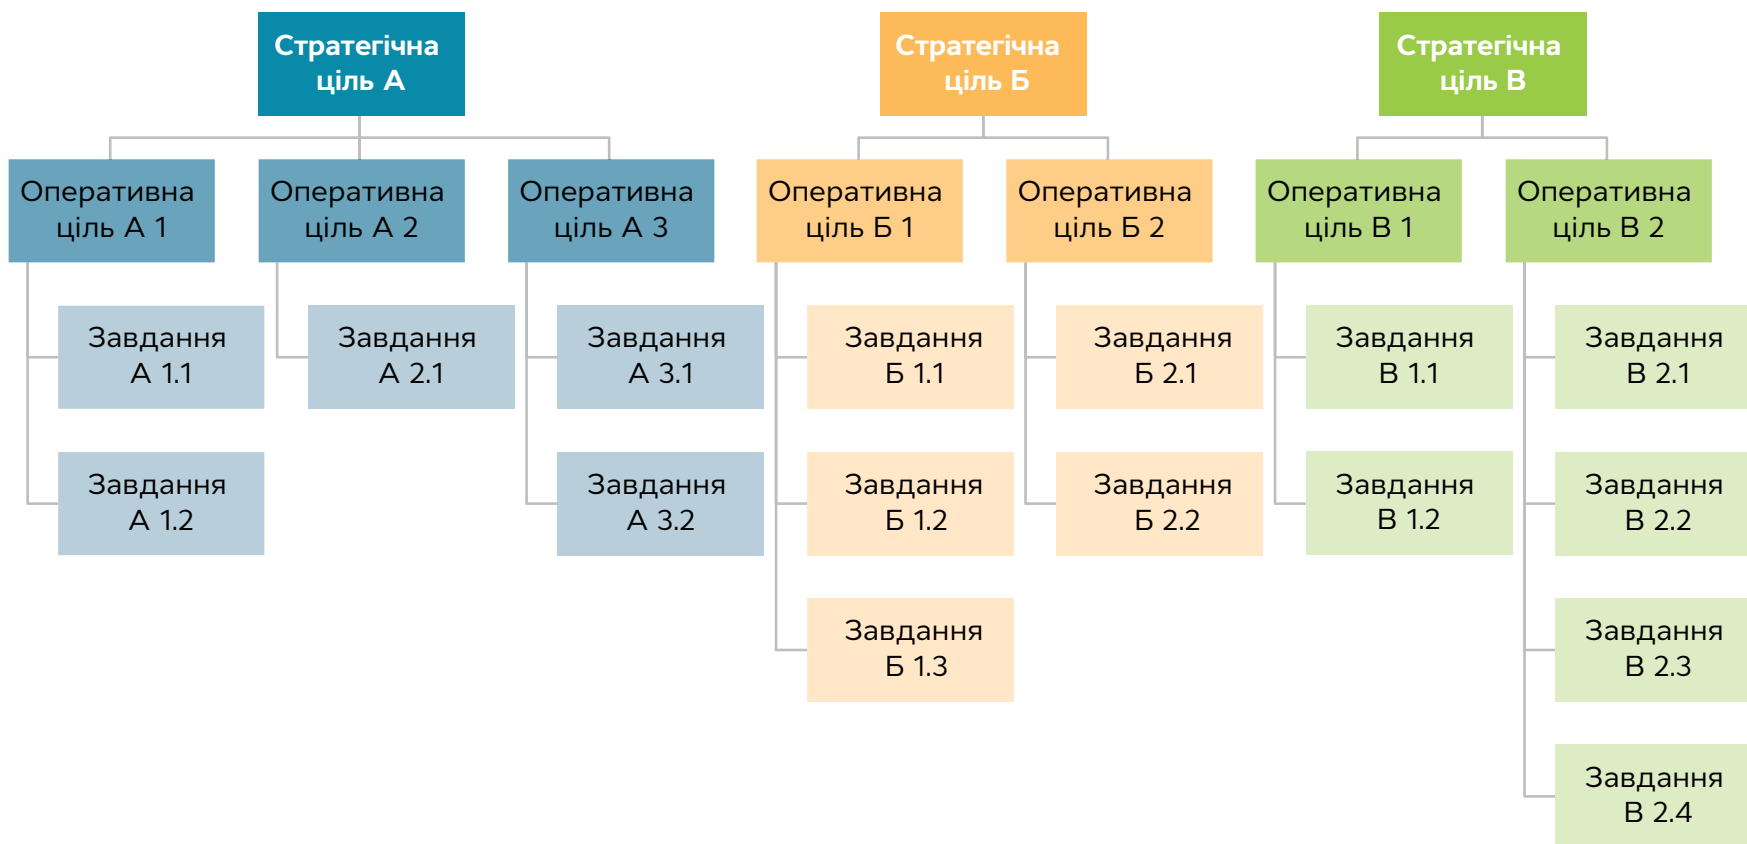 Стратегічна
ціль А
Стратегічна
ціль Б
Стратегічна
ціль В
Оперативна
ціль А 1
Оперативна
ціль А 2
Оперативна
ціль А 3
Оперативна
ціль Б 1
Оперативна
ціль Б 2
Оперативна
ціль В 1
Оперативна
ціль В 2
Завдання
А 1.1
Завдання
А 2.1
Завдання
А 3.1
Завдання
Б 1.1
Завдання
Б 2.1
Завдання
В 1.1
Завдання
В 2.1
Завдання
А 1.2
Завдання
А 3.2
Завдання
Б 1.2
Завдання
Б 2.2
Завдання
В 1.2
Завдання
В 2.2
Завдання
Б 1.3
Завдання
В 2.3
Завдання
В 2.4